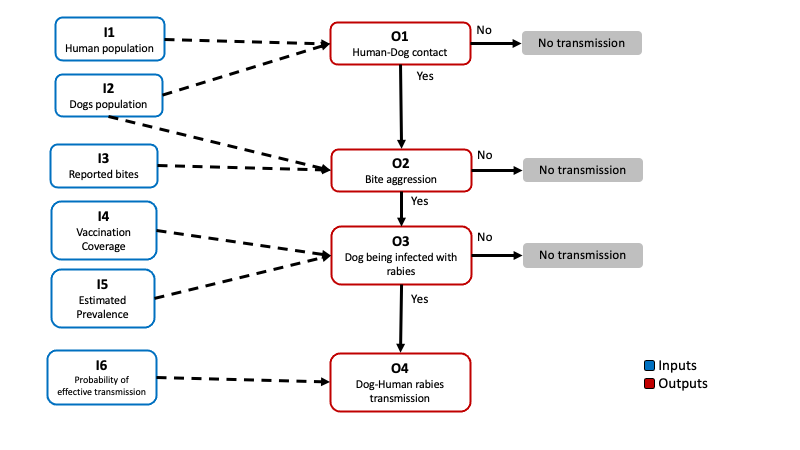 I1
Human population
O1
Human-Dog contact
No
No transmission
Yes
I2
Dogs population
I3
Reported bites
O2
Bite aggression
No
No transmission
Yes
I4
Vaccination
Coverage
O3
Dog being infected with
rabies
No
No transmission
Yes
I5
Estimated
Prevalence
I6
Probability of
effective transmission
O4
Dog-Human rabies
transmission
Inputs
Outputs